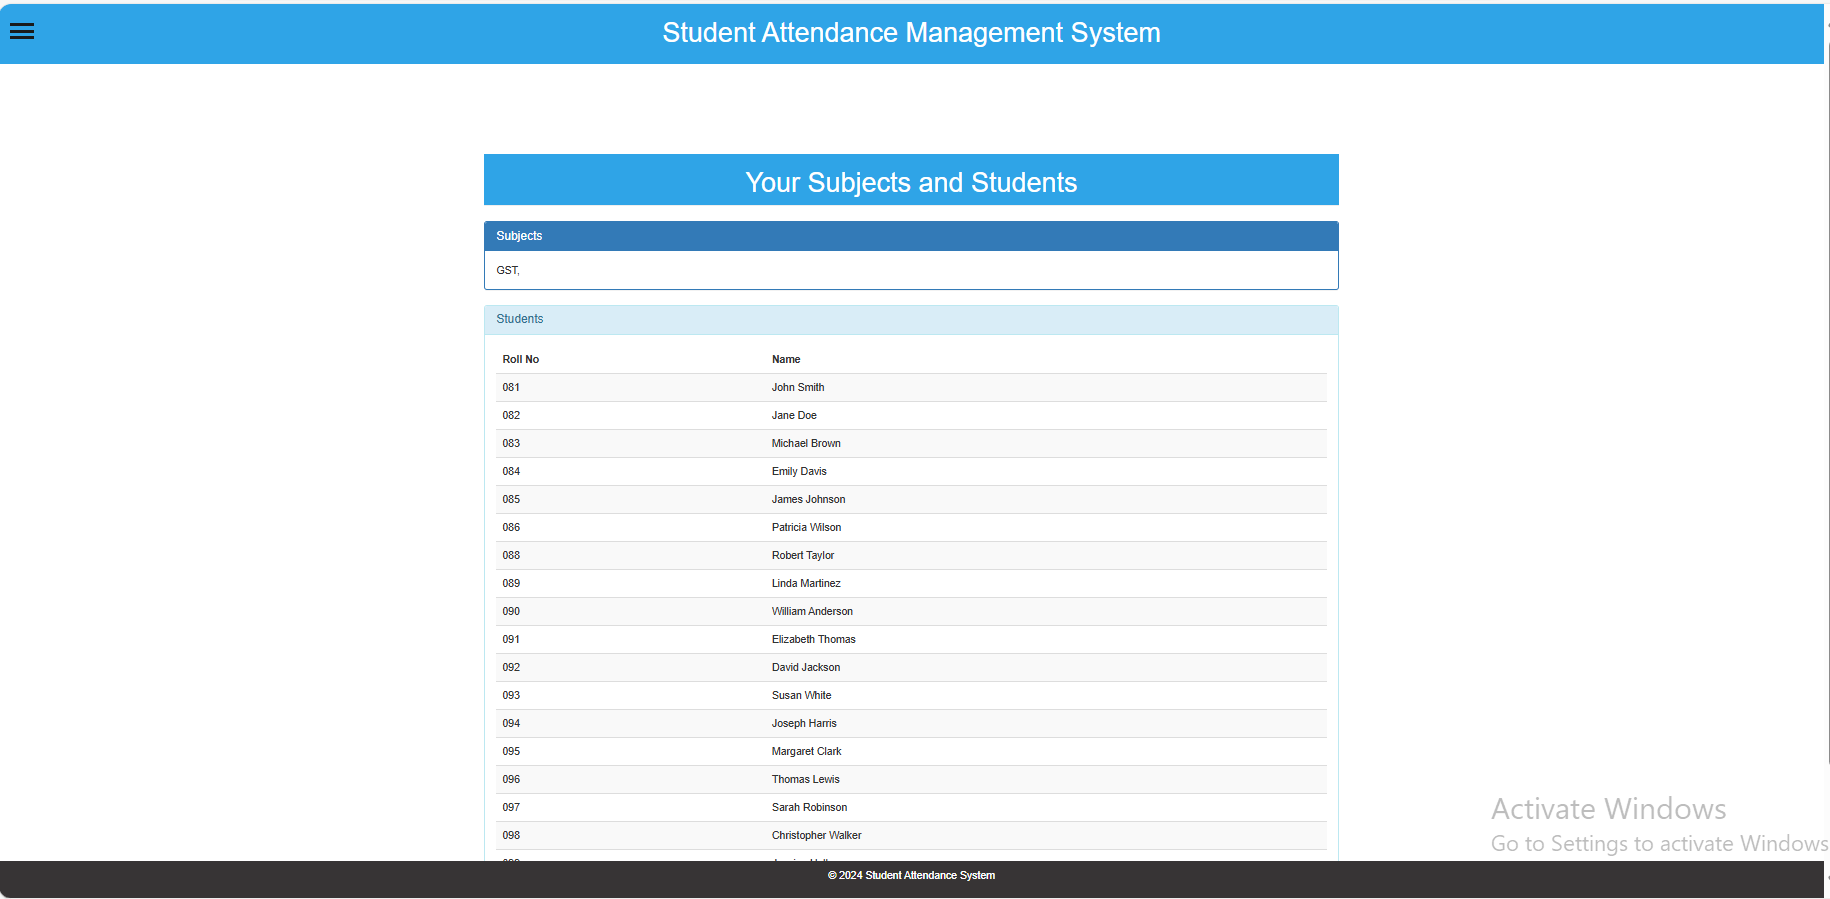 Student Attendance Management System
Your Subjects and Students
Subjects
GST,
Students
Roll No Name
081 John Smith
082 Jane Doe
083 Michael Brown
084 Emily Davis
085 James Johnson
086 Patricia Wilson
088 Robert Taylor
089 Linda Martinez
090 William Anderson
091 Elizabeth Thomas
092 David Jackson
093 Susan White
094 Joseph Harris
095 Margaret Clark
096 Thomas Lewis
097 Sarah Robinson
098 Christopher Walker
Activate Windows
Go to Settings to activate Windows
© 2024 Student Attendance System